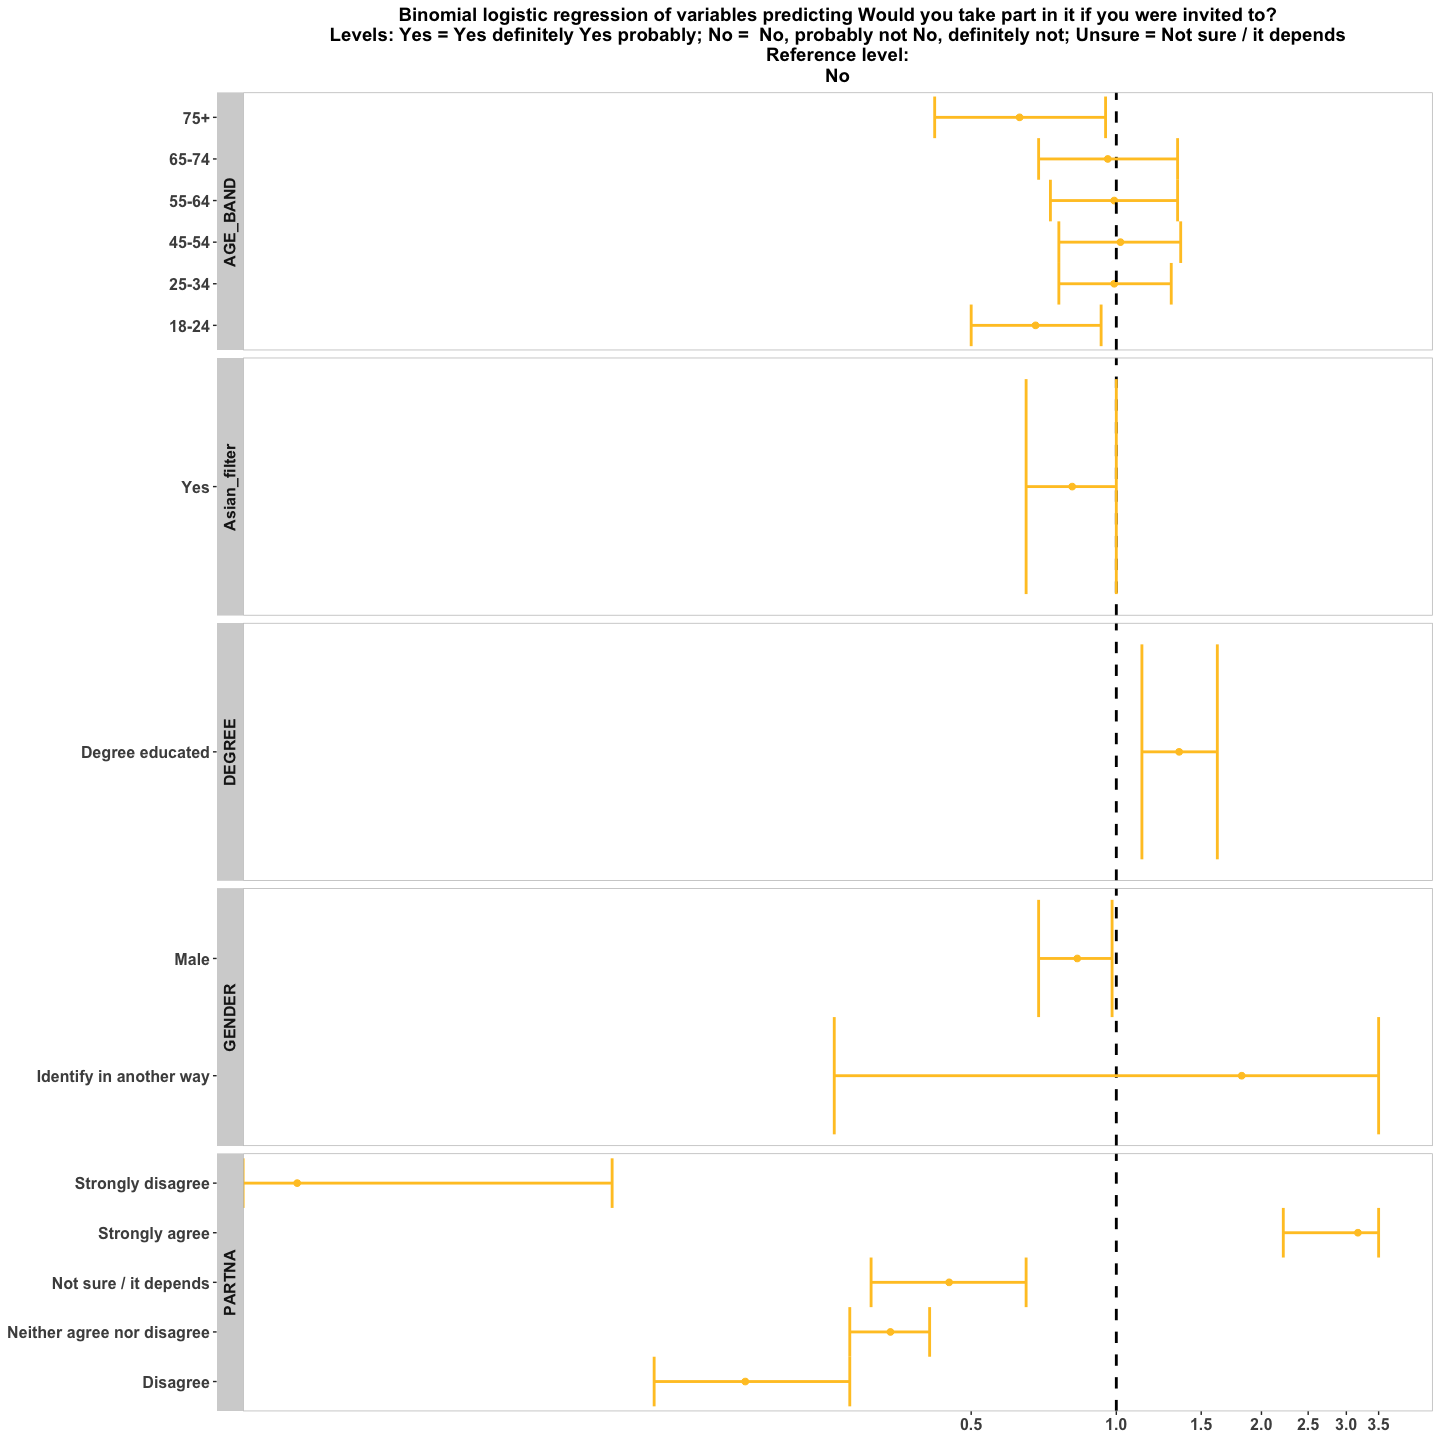 Binomial logistic regression of variables predicting Would you take part in it if you were invited to?
Levels: Yes = Yes definitely Yes probably; No =  No, probably not No, definitely not; Unsure = Not sure / it depends
Reference level:
No
AGE_BAND
75+
65-74
55-64
45-54
25-34
18-24
Asian_filter
Yes
DEGREE
Degree educated
GENDER
Male
Identify in another way
PARTNA
Strongly disagree
Strongly agree
Not sure / it depends
Neither agree nor disagree
Disagree
0.5 1.0 1.5 2.0 2.5 3.0 3.5